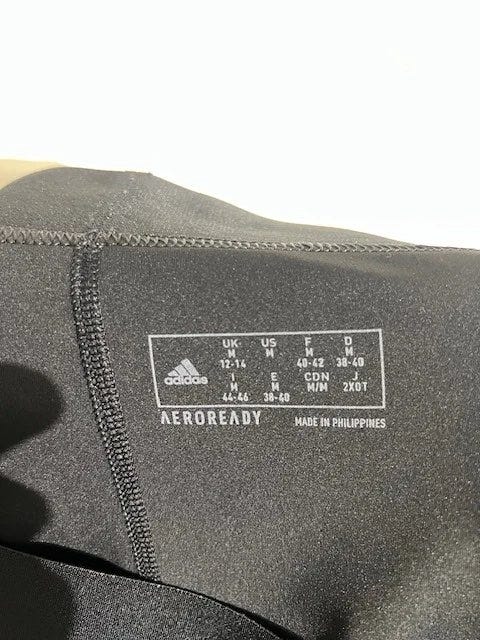 UK US F D
M M M M
12-14 40-42 38-40
adidas
I E CDN J
M M M/M 2XOT
44-46 38-40
AEROREADY MADE IN PHILIPPINES